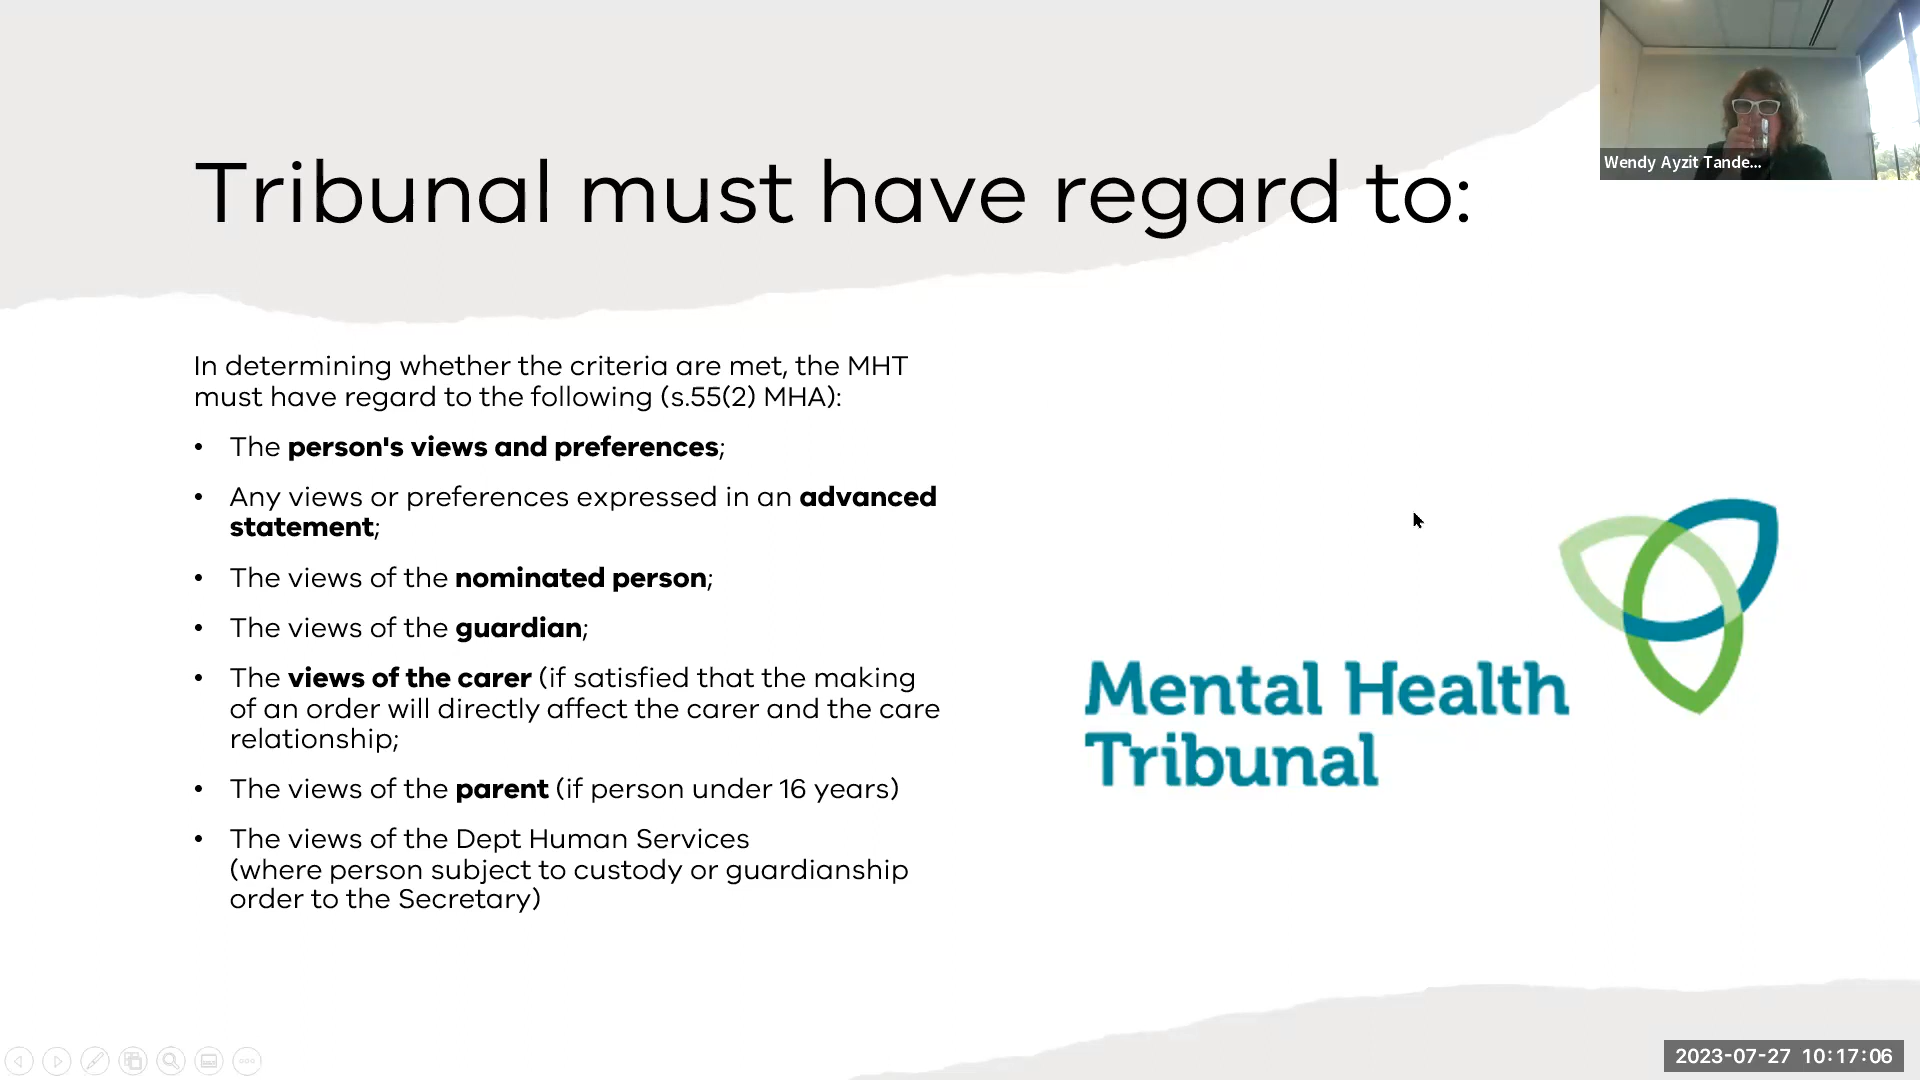 Wendy Ayzit Tande...
Tribunal must have regard to:
In determining whether the criteria are met, the MHT
must have regard to the following (s.55(2) MHA):
• The person's views and preferences;
• Any views or preferences expressed in an advanced
statement;
• The views of the nominated person;
• The views of the guardian;
• The views of the carer (if satisfied that the making
of an order will directly affect the carer and the care
relationship;
• The views of the parent (if person under 16 years)
• The views of the Dept Human Services
(where person subject to custody or guardianship
order to the Secretary)
Mental Health
Tribunal
2023-07-27 10:17:06